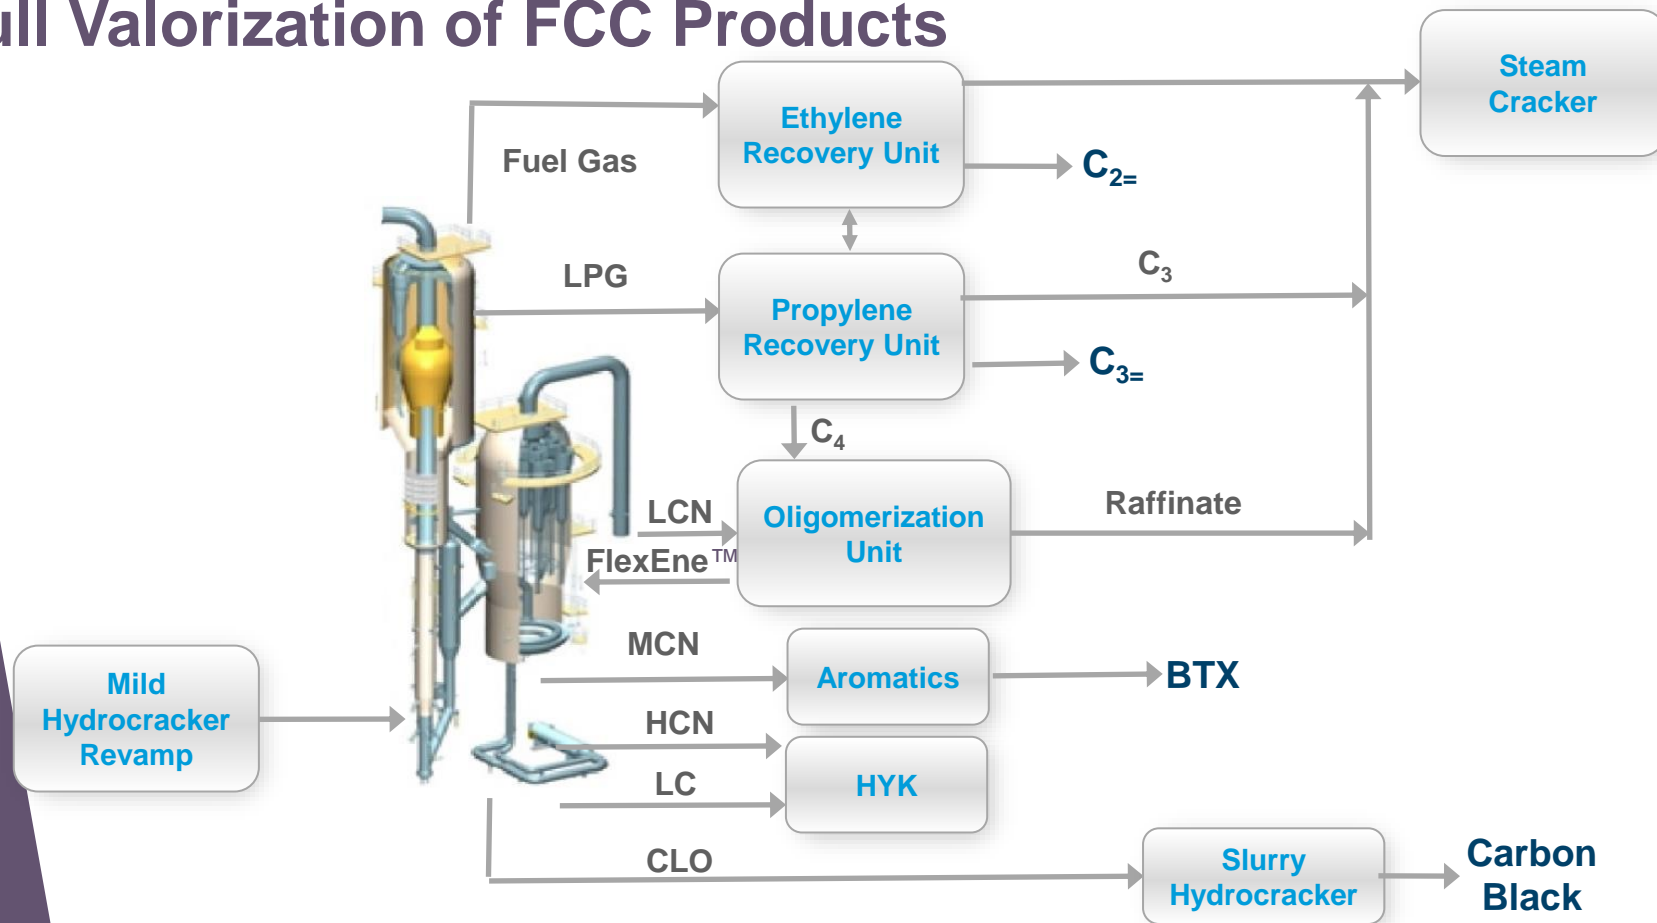 ull Valorization of FCC Products
Steam
Cracker
Ethylene
Recovery Unit
Fuel Gas
C2=
LPG
Propylene
Recovery Unit
C3
C3=
C4
LCN
Oligomerization
Unit
Raffinate
FlexEne™
MCN
Aromatics
BTX
Mild
Hydrocracker
Revamp
HCN
LC
HYK
CLO
Slurry
Hydrocracker
Carbon
Black